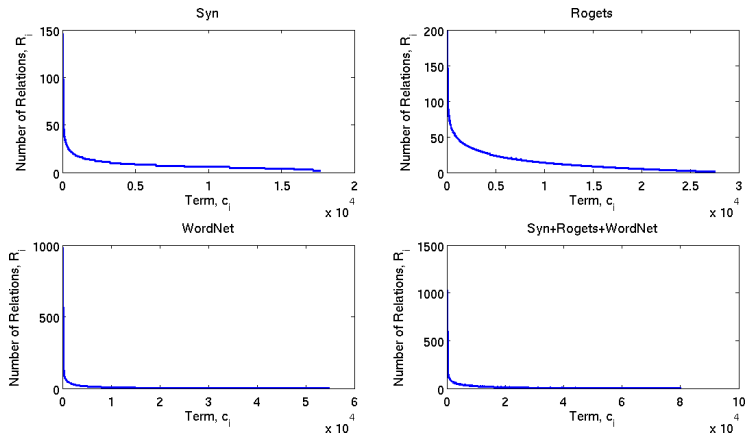 Syn
Number of Relations, R_i
150
100
50
0
0 0.5 1 1.5 2
Term, c_i
x 10^4
Rogets
Number of Relations, R_i
200
150
100
50
0
0 0.5 1 1.5 2 2.5 3
Term, c_i
x 10^4
WordNet
Number of Relations, R_i
1000
500
0
0 1 2 3 4 5 6
Term, c_i
x 10^4
Syn+Rogets+WordNet
Number of Relations, R_i
1500
1000
500
0
0 2 4 6 8 10
Term, c_i
x 10^4